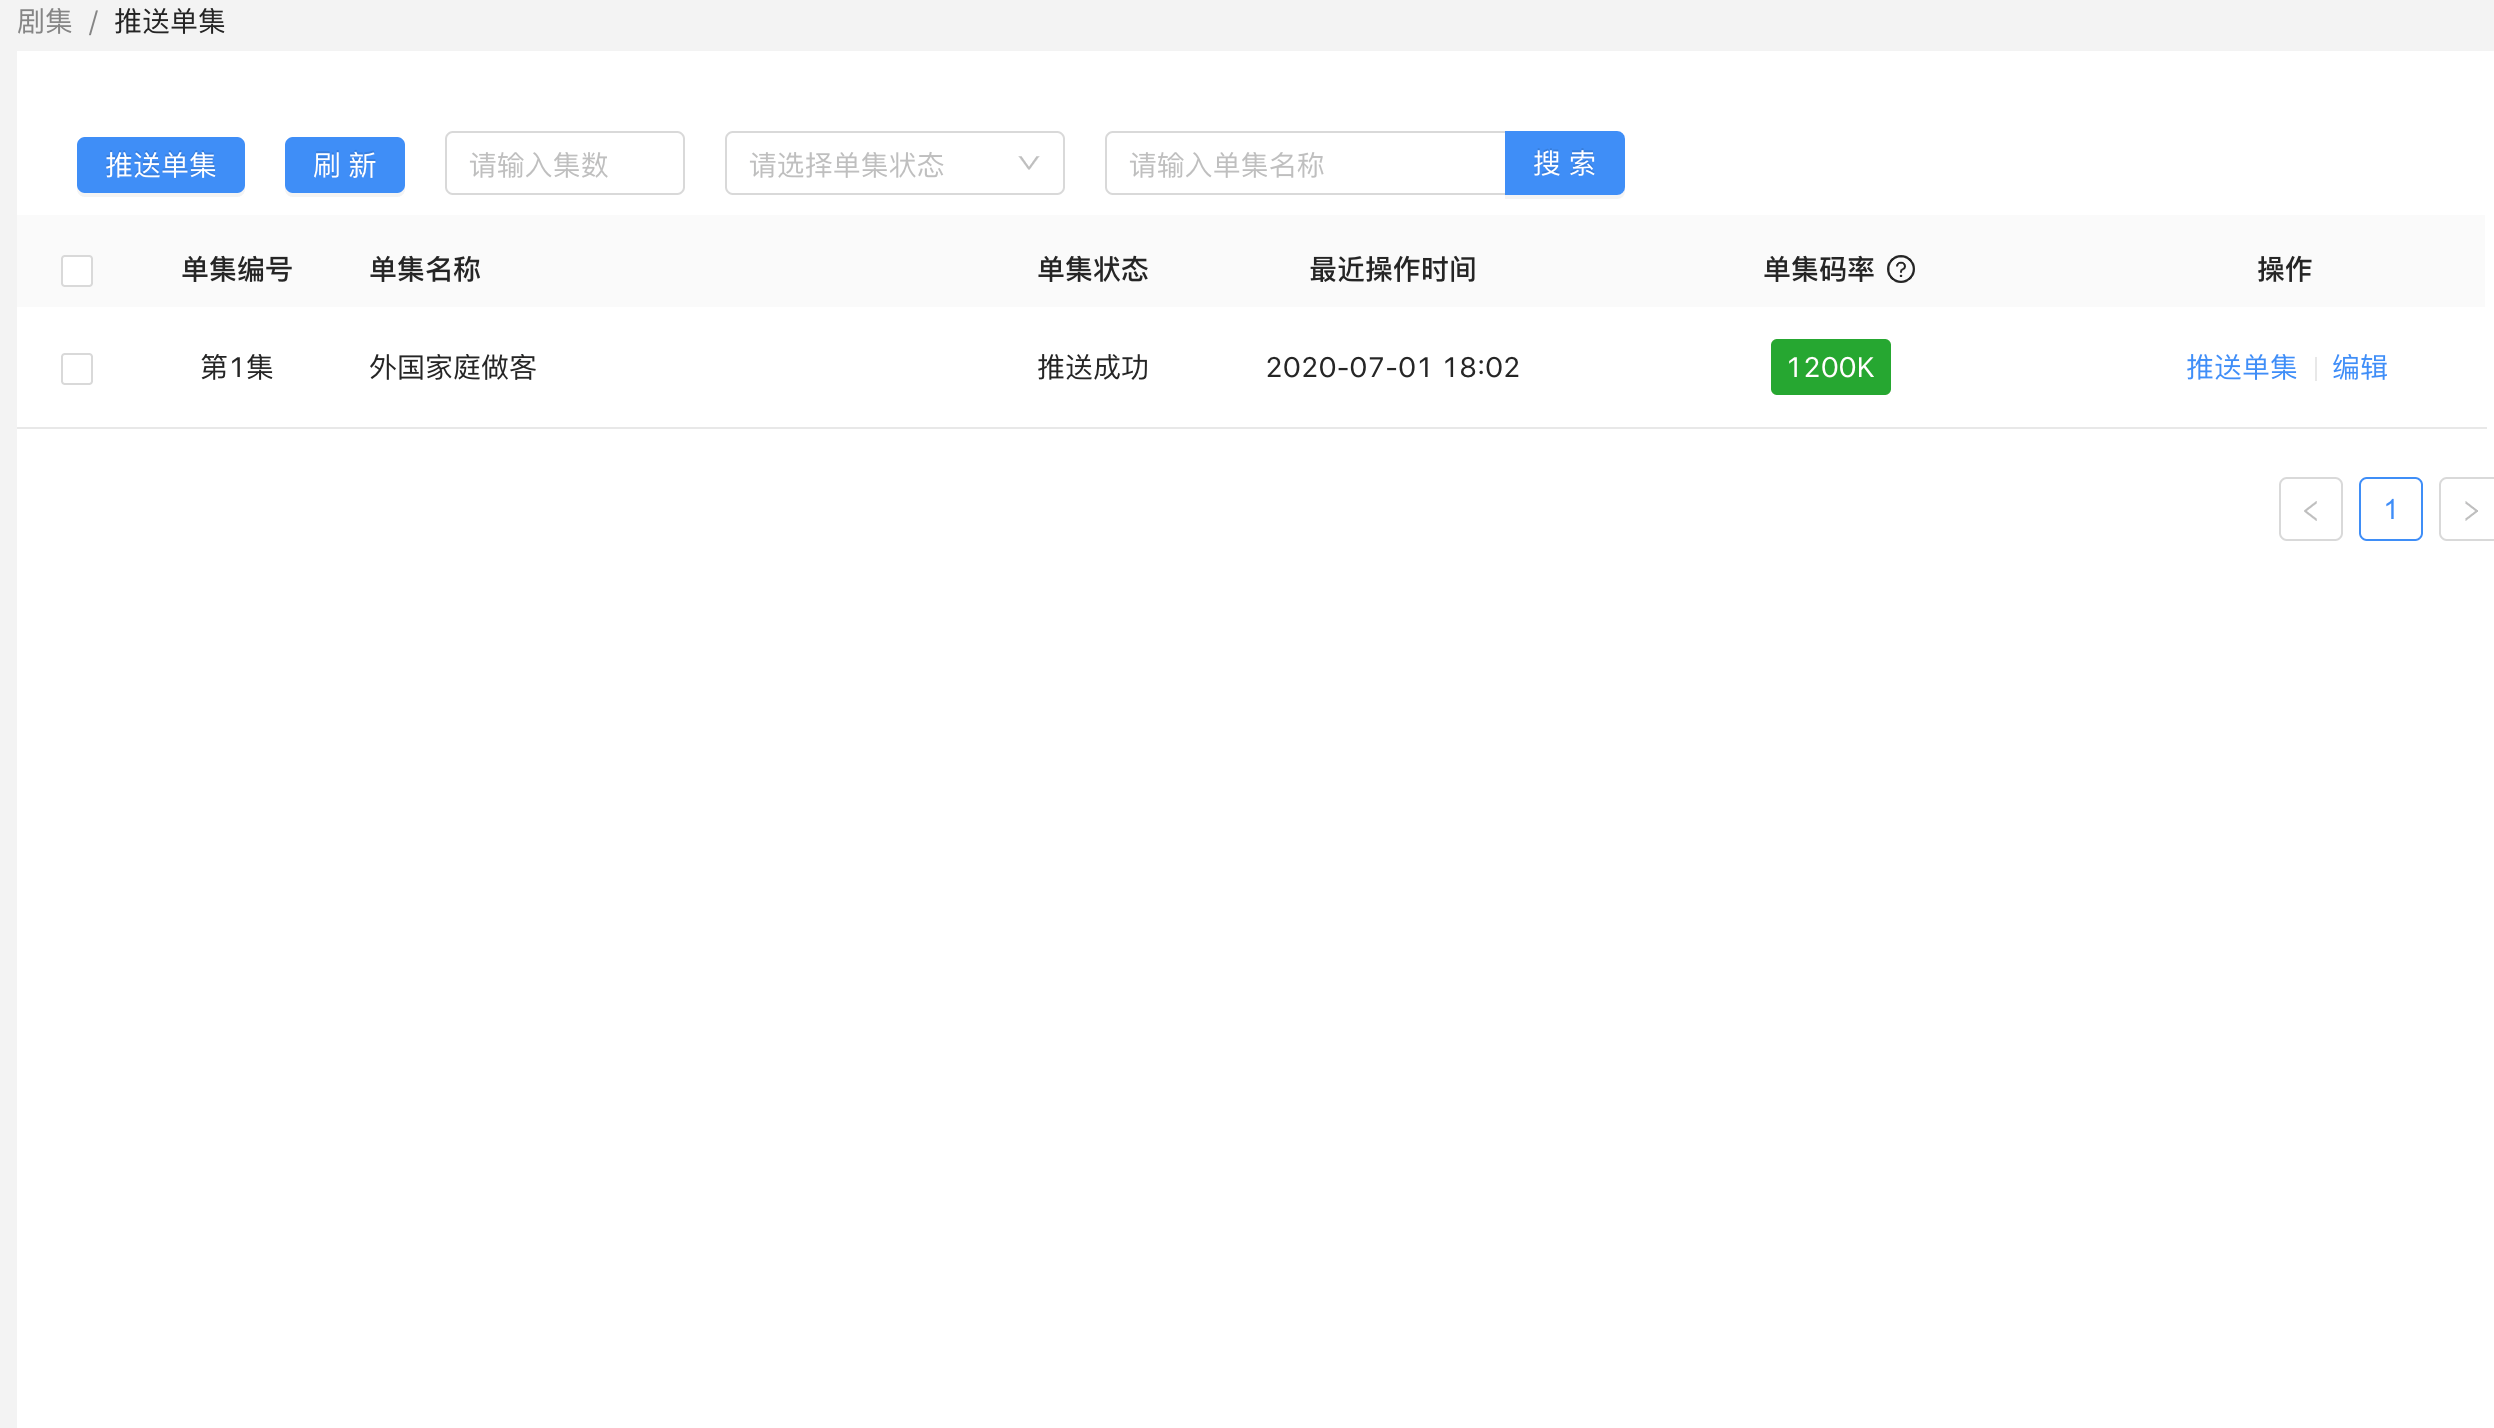 剧集 / 推送单集
推送单集 刷 新 请输入集数 请选择单集状态 请输入单集名称 搜 索
单集编号 单集名称 单集状态 最近操作时间 单集码率 ? 操作
第1集 外国家庭做客 推送成功 2020-07-01 18:02 1200K 推送单集 编辑
< 1 >